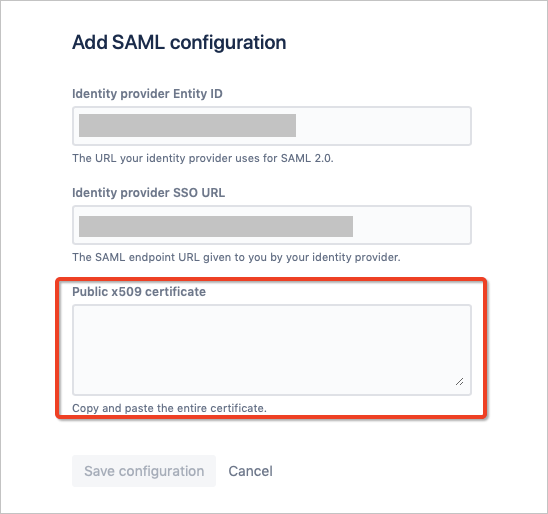 Add SAML configuration
Identity provider Entity ID
The URL your identity provider uses for SAML 2.0.
Identity provider SSO URL
The SAML endpoint URL given to you by your identity provider.
Public x509 certificate
Copy and paste the entire certificate.
Save configuration Cancel